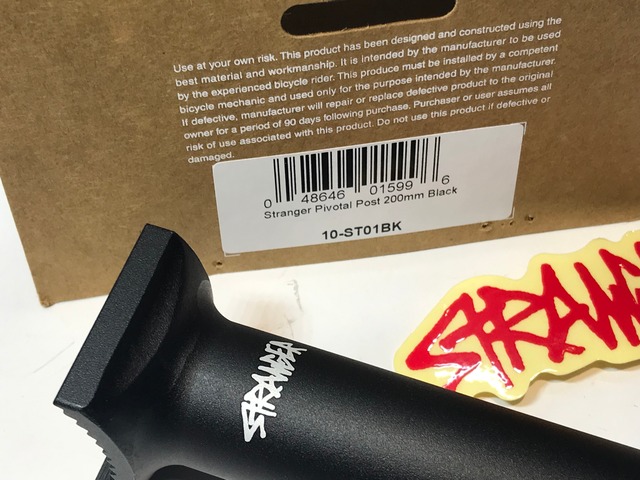 Use at your own risk. This product has been designed and constructed using the
best material and workmanship. It is intended by the manufacturer to be used
by the experienced bicycle rider. This produce must be installed by a competent
bicycle mechanic and used only for the purpose intended by the manufacturer.
If defective, manufacturer will repair or replace defective product to the original
owner for a period of 90 days following purchase. Purchaser or user assumes all
risk of use associated with this product. Do not use this product if defective or
damaged.
0 48646 01599 6
Stranger Pivotal Post 200mm Black
10-ST01BK
STRANGER
STRANGE